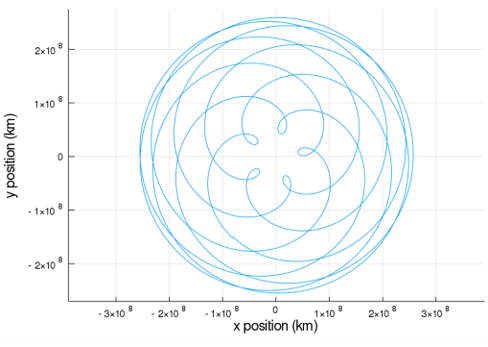 y position (km)
2×10⁸
1×10⁸
0
- 1×10⁸
- 2×10⁸
- 3×10⁸ - 2×10⁸ - 1×10⁸ 0 1×10⁸ 2×10⁸ 3×10⁸
x position (km)